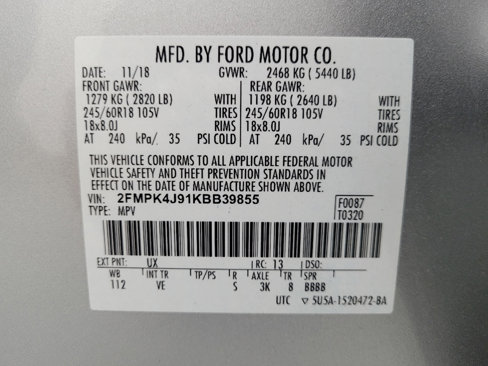 MFD. BY FORD MOTOR CO.
DATE: 11/18 GVWR: 2468 KG ( 5440 LB)
FRONT GAWR: REAR GAWR:
1279 KG ( 2820 LB) WITH 1198 KG ( 2640 LB) WITH
245/60R18 105V TIRES 245/60R18 105V TIRES
18x8.0J RIMS 18x8.0J RIMS
AT 240 kPa/ 35 PSI COLD AT 240 kPa/ 35 PSI COLD
THIS VEHICLE CONFORMS TO ALL APPLICABLE FEDERAL MOTOR
VEHICLE SAFETY AND THEFT PREVENTION STANDARDS IN
EFFECT ON THE DATE OF MANUFACTURE SHOWN ABOVE.
VIN: 2FMPK4J91KBB39855 F0087
TYPE: MPV T0320
EXT PNT: UX RC: 13 DSO:
WB INT TR TP/PS R AXLE TR SPR
112 VE S 3K 8 BBBB
UTC ▽ 5U5A-1520472-BA